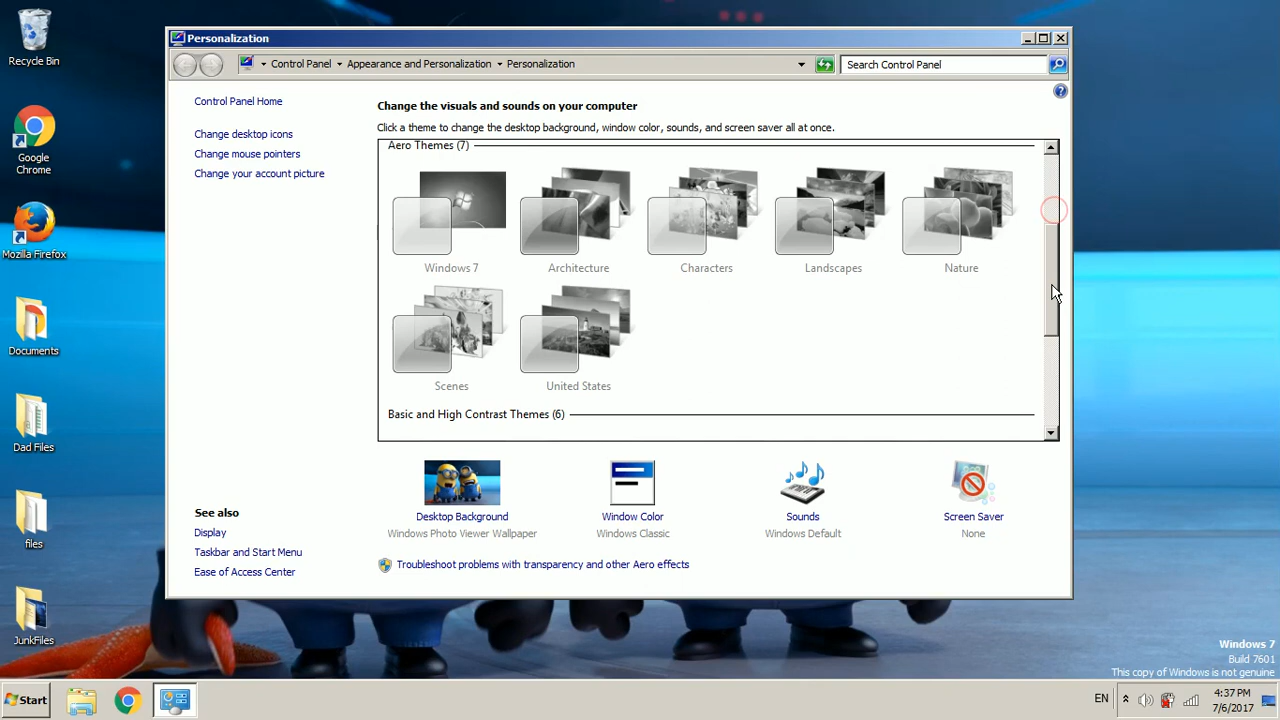 Recycle Bin
Google
Chrome
Mozilla Firefox
Documents
Dad Files
files
JunkFiles
Personalization
Control Panel
Appearance and Personalization
Personalization
Search Control Panel
Control Panel Home
Change desktop icons
Change mouse pointers
Change your account picture
See also
Display
Taskbar and Start Menu
Ease of Access Center
Change the visuals and sounds on your computer
Click a theme to change the desktop background, window color, sounds, and screen saver all at once.
Aero Themes (7)
Windows 7
Architecture
Characters
Landscapes
Nature
Scenes
United States
Basic and High Contrast Themes (6)
Desktop Background
Windows Photo Viewer Wallpaper
Window Color
Windows Classic
Sounds
Windows Default
Screen Saver
None
Troubleshoot problems with transparency and other Aero effects
Windows 7
Build 7601
This copy of Windows is not genuine
Start
EN
4:37 PM
7/6/2017